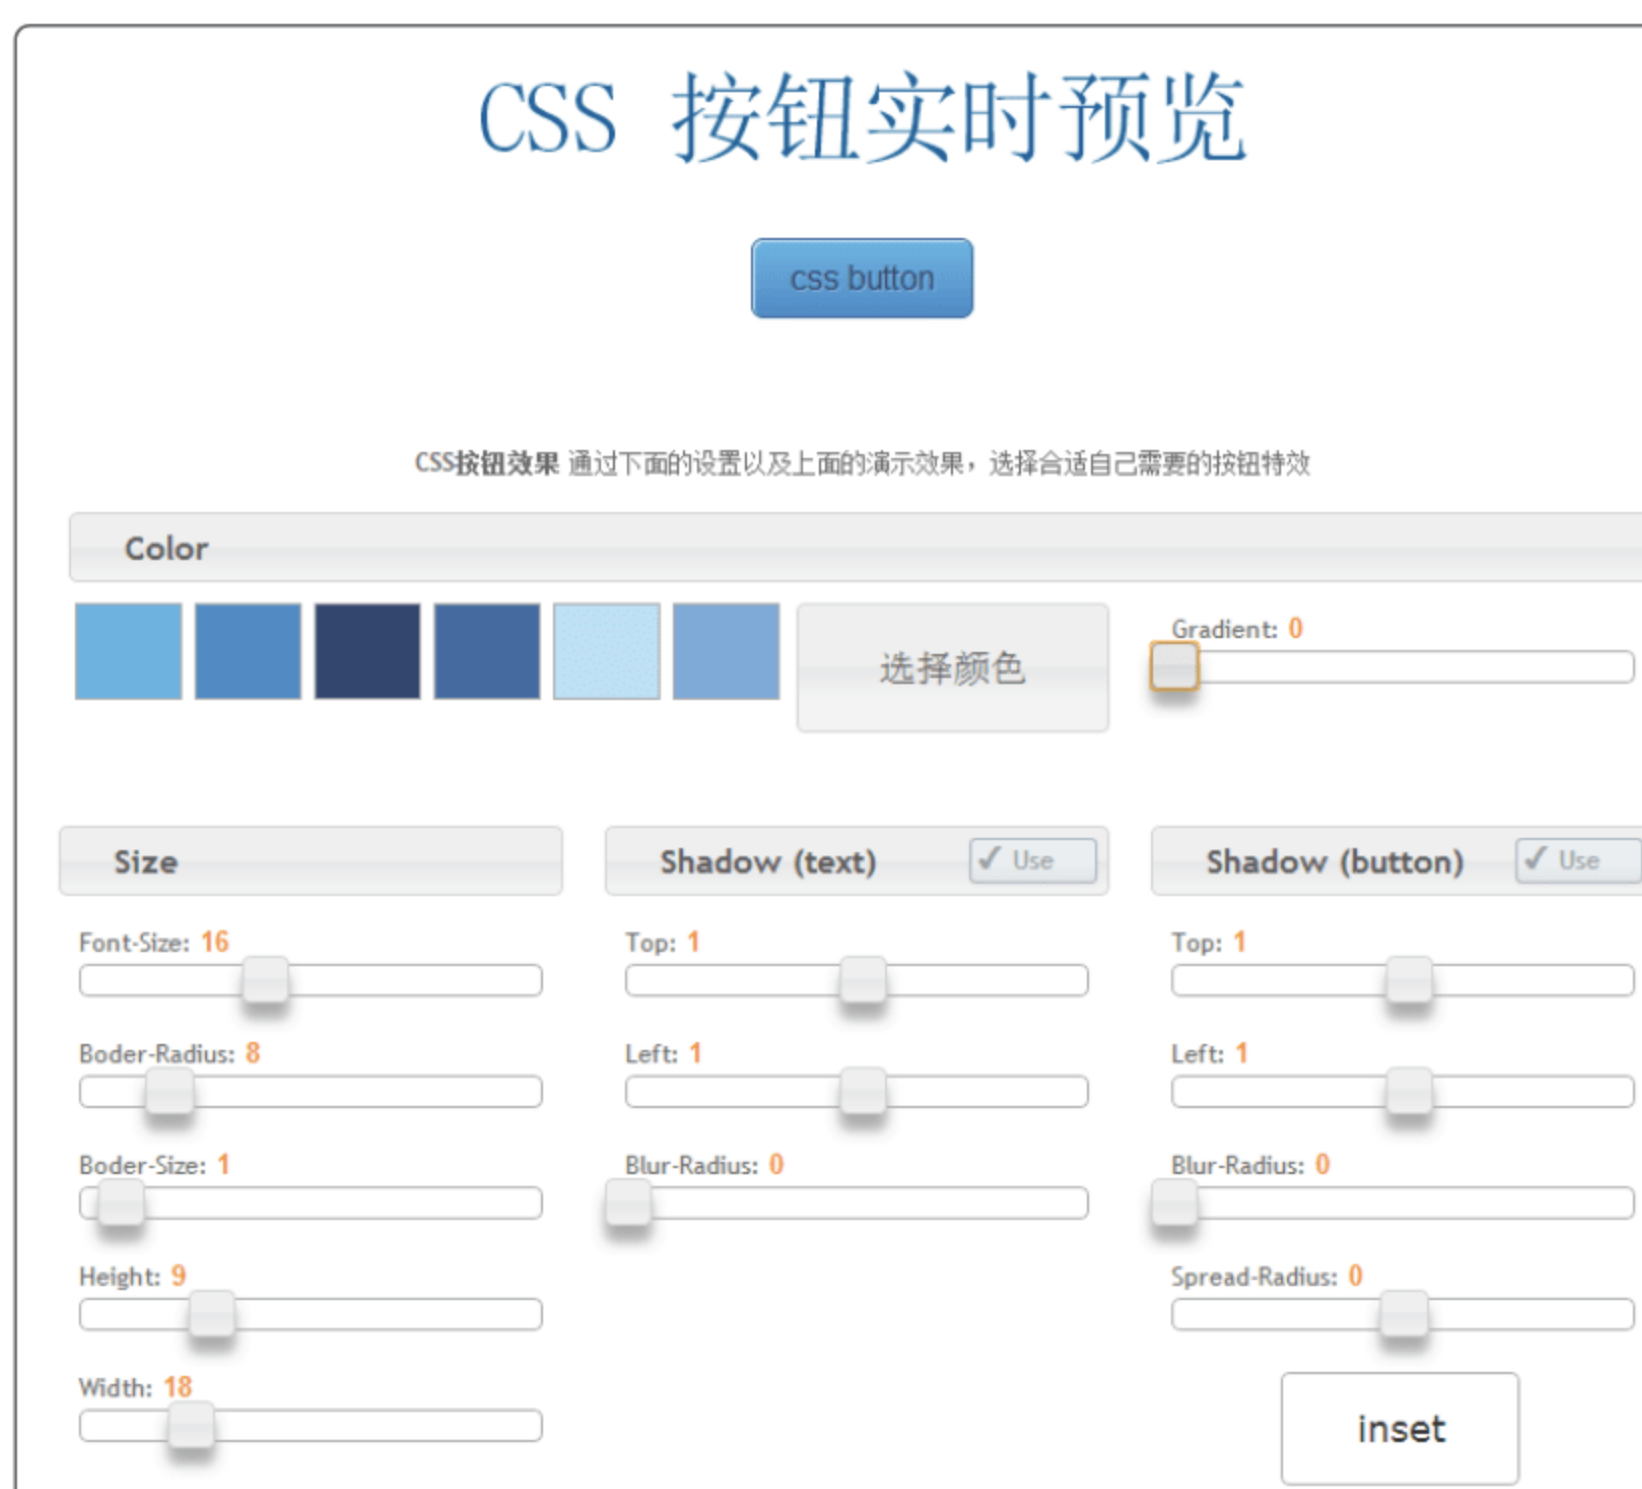 CSS 按钮实时预览
css button
CSS按钮效果 通过下面的设置以及上面的演示效果，选择合适自己需要的按钮特效
Color
选择颜色
Gradient: 0
Size
Shadow (text)
✓ Use
Shadow (button)
✓ Use
Font-Size: 16
Top: 1
Top: 1
Boder-Radius: 8
Left: 1
Left: 1
Boder-Size: 1
Blur-Radius: 0
Blur-Radius: 0
Height: 9
Spread-Radius: 0
Width: 18
inset